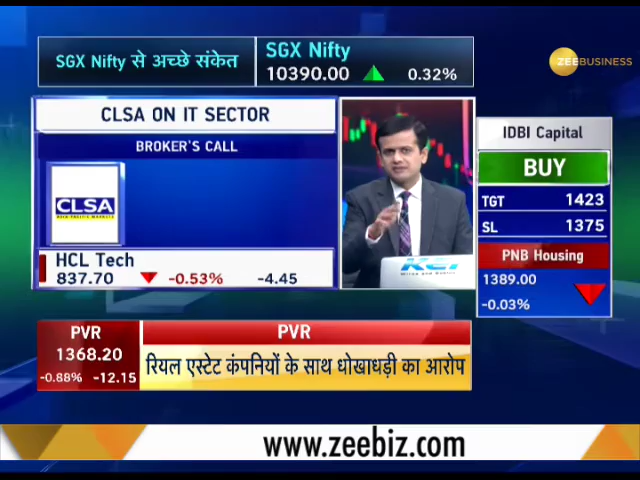 SGX Nifty से अच्छे संकेत
SGX Nifty
10390.00 0.32%
ZEEBUSINESS
CLSA ON IT SECTOR
BROKER'S CALL
CLSA
HCL Tech
837.70 -0.53% -4.45
KEI
IDBI Capital
BUY
TGT 1423
SL 1375
PNB Housing
1389.00
-0.03%
PVR
1368.20
-0.88% -12.15
PVR
रियल एस्टेट कंपनियों के साथ धोखाधड़ी का आरोप
www.zeebiz.com